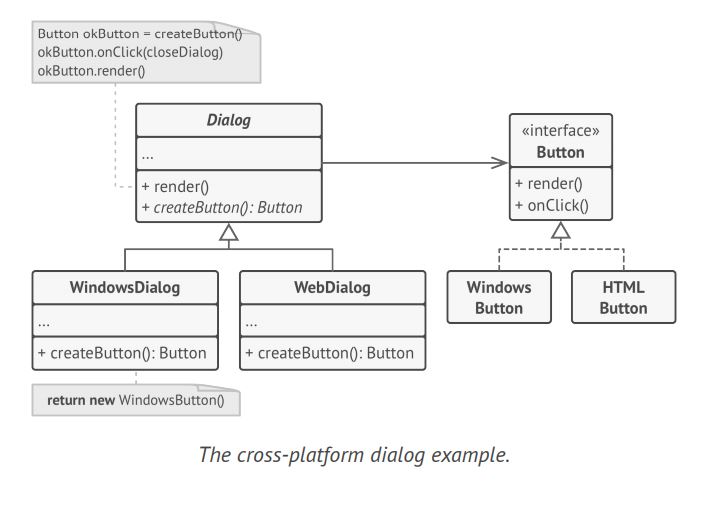 Button okButton = createButton()
okButton.onClick(closeDialog)
okButton.render()
Dialog
...
+ render()
+ createButton(): Button
«interface»
Button
+ render()
+ onClick()
WindowsDialog
...
+ createButton(): Button
WebDialog
...
+ createButton(): Button
Windows
Button
HTML
Button
return new WindowsButton()
The cross-platform dialog example.